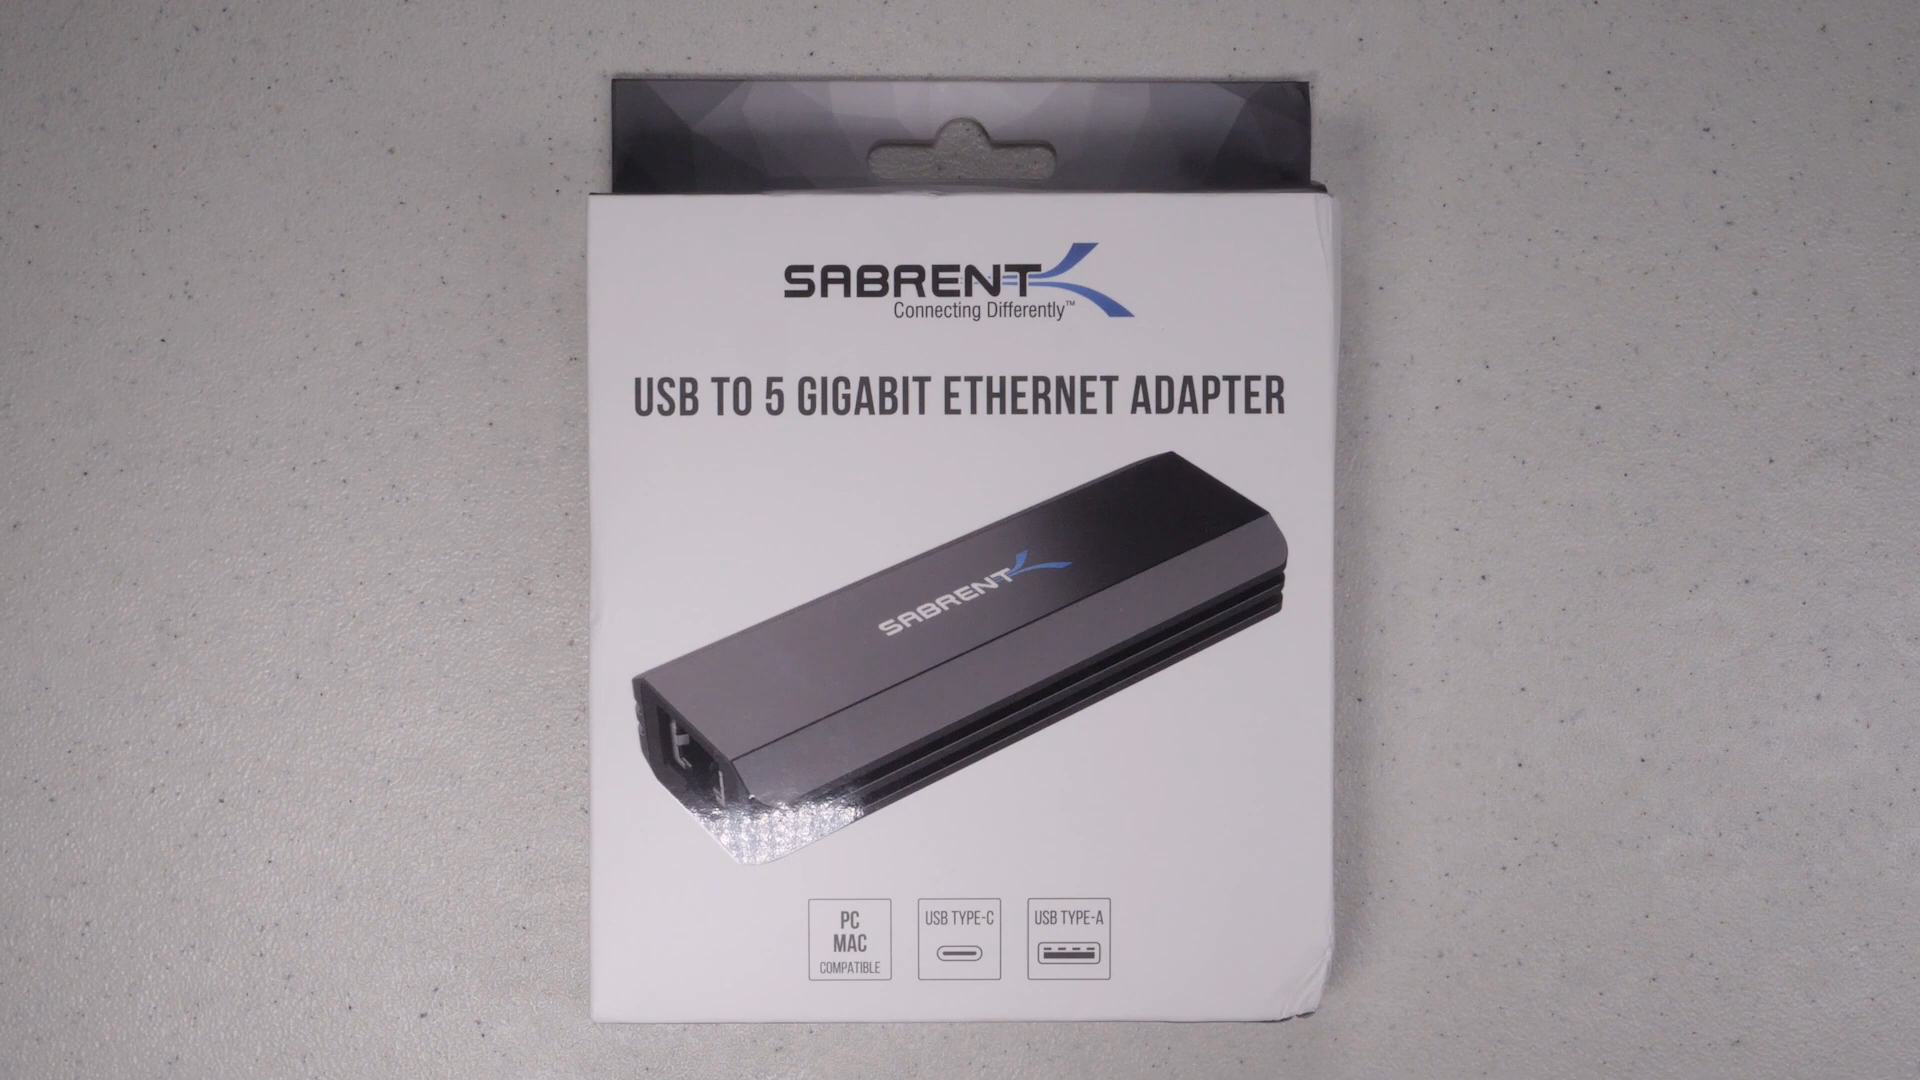 SABRENT
Connecting Differently™
USB TO 5 GIGABIT ETHERNET ADAPTER
SABRENT
PC
MAC
COMPATIBLE
USB TYPE-C
USB TYPE-A